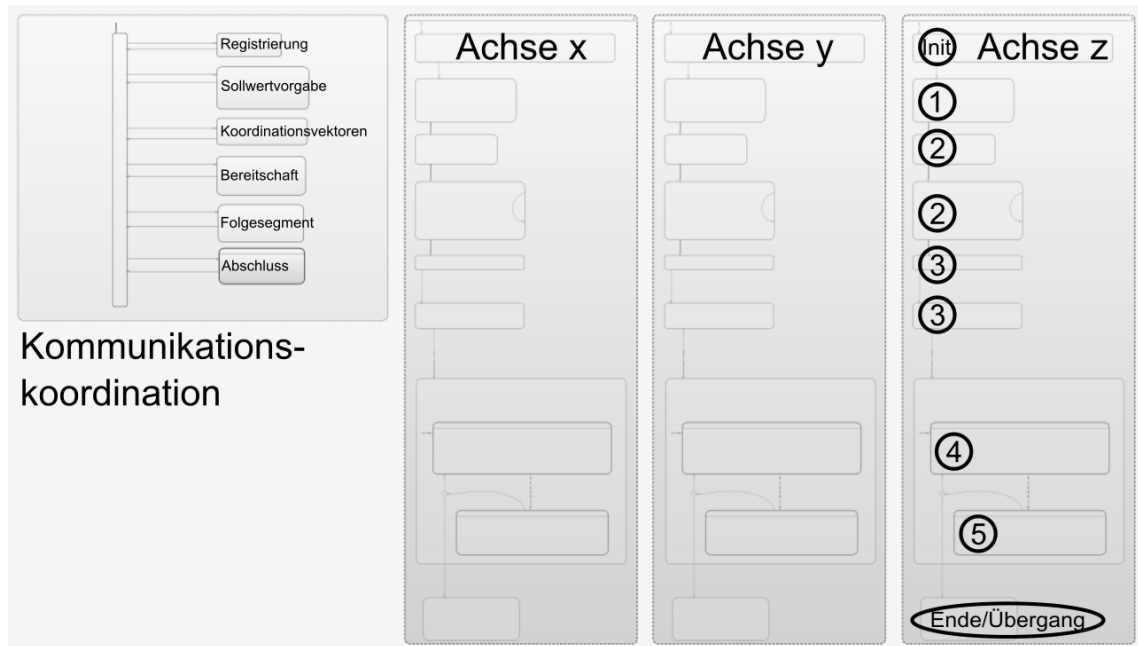 Registrierung
Sollwertvorgabe
Koordinationsvektoren
Bereitschaft
Folgesegment
Abschluss
Kommunikations-
koordination
Achse x
Achse y
Init Achse z
1
2
2
3
3
4
5
Ende/Übergang